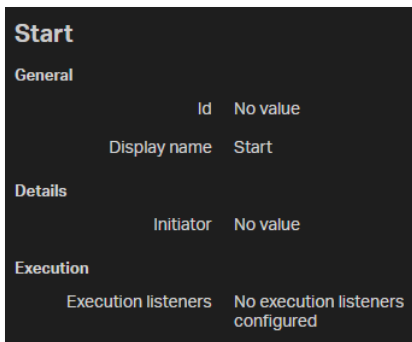 Start
General
Id No value
Display name Start
Details
Initiator No value
Execution
Execution listeners No execution listeners
configured